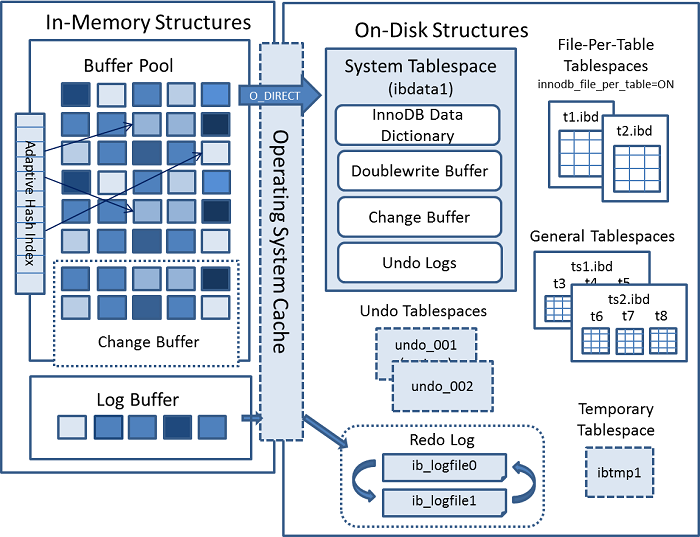 In-Memory Structures
Buffer Pool
Adaptive Hash Index
Change Buffer
Log Buffer
Operating System Cache
O_DIRECT
On-Disk Structures
System Tablespace
(ibdata1)
InnoDB Data
Dictionary
Doublewrite Buffer
Change Buffer
Undo Logs
File-Per-Table
Tablespaces
innodb_file_per_table=ON
t1.ibd
t2.ibd
General Tablespaces
ts1.ibd
t3 t4 t5
ts2.ibd
t6 t7 t8
Undo Tablespaces
undo_001
undo_002
Redo Log
ib_logfile0
ib_logfile1
Temporary
Tablespace
ibtmp1